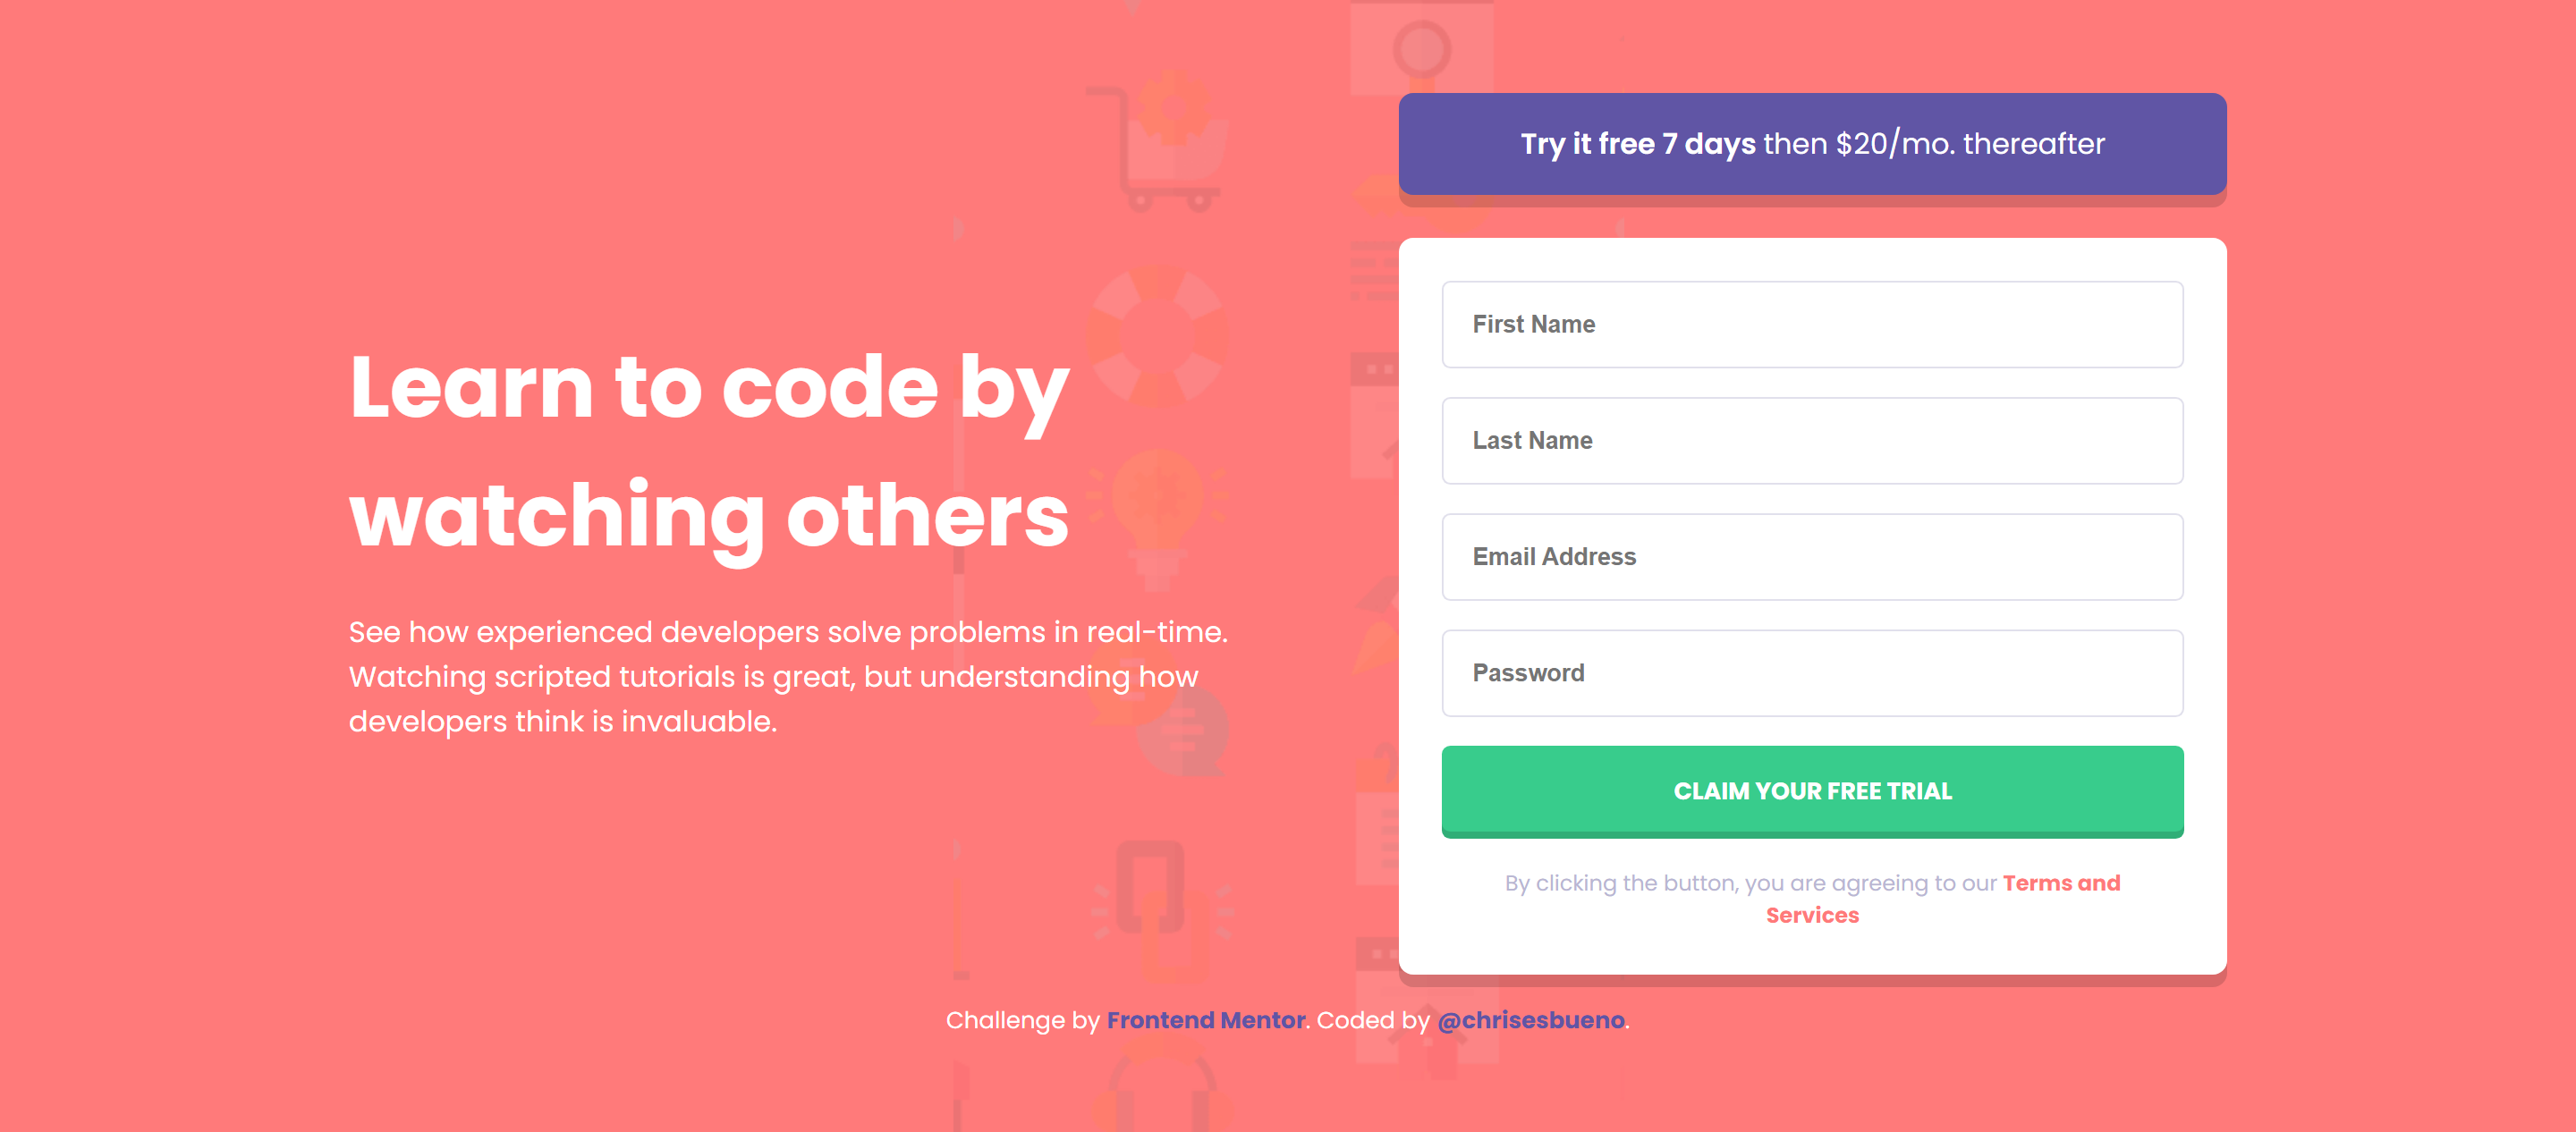 Learn to code by
watching others
See how experienced developers solve problems in real-time.
Watching scripted tutorials is great, but understanding how
developers think is invaluable.
Try it free 7 days then $20/mo. thereafter
First Name
Last Name
Email Address
Password
CLAIM YOUR FREE TRIAL
By clicking the button, you are agreeing to our Terms and
Services
Challenge by Frontend Mentor. Coded by @chrisesbueno.